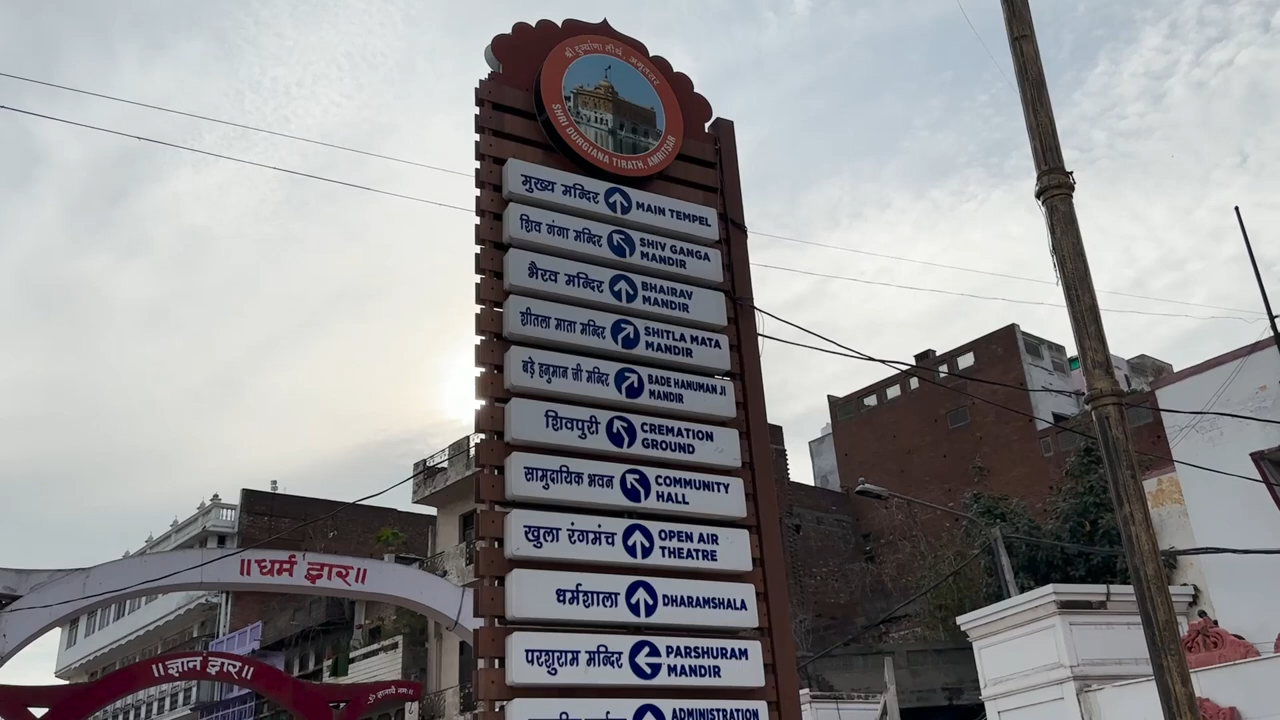 श्री दुर्ग्याणा तीर्थ, अमृतसर
SHRI DURGIANA TIRATH, AMRITSAR
मुख्य मन्दिर MAIN TEMPEL
शिव गंगा मन्दिर SHIV GANGA
MANDIR
भैरव मन्दिर BHAIRAV
MANDIR
शीतला माता मन्दिर SHITLA MATA
MANDIR
बड़े हनुमान जी मन्दिर BADE HANUMAN JI
MANDIR
शिवपुरी CREMATION
GROUND
सामुदायिक भवन COMMUNITY
HALL
खुला रंगमंच OPEN AIR
THEATRE
धर्मशाला DHARAMSHALA
परशुराम मन्दिर PARSHURAM
MANDIR
ADMINISTRATION
॥धर्म द्वार॥
॥ज्ञान द्वार॥